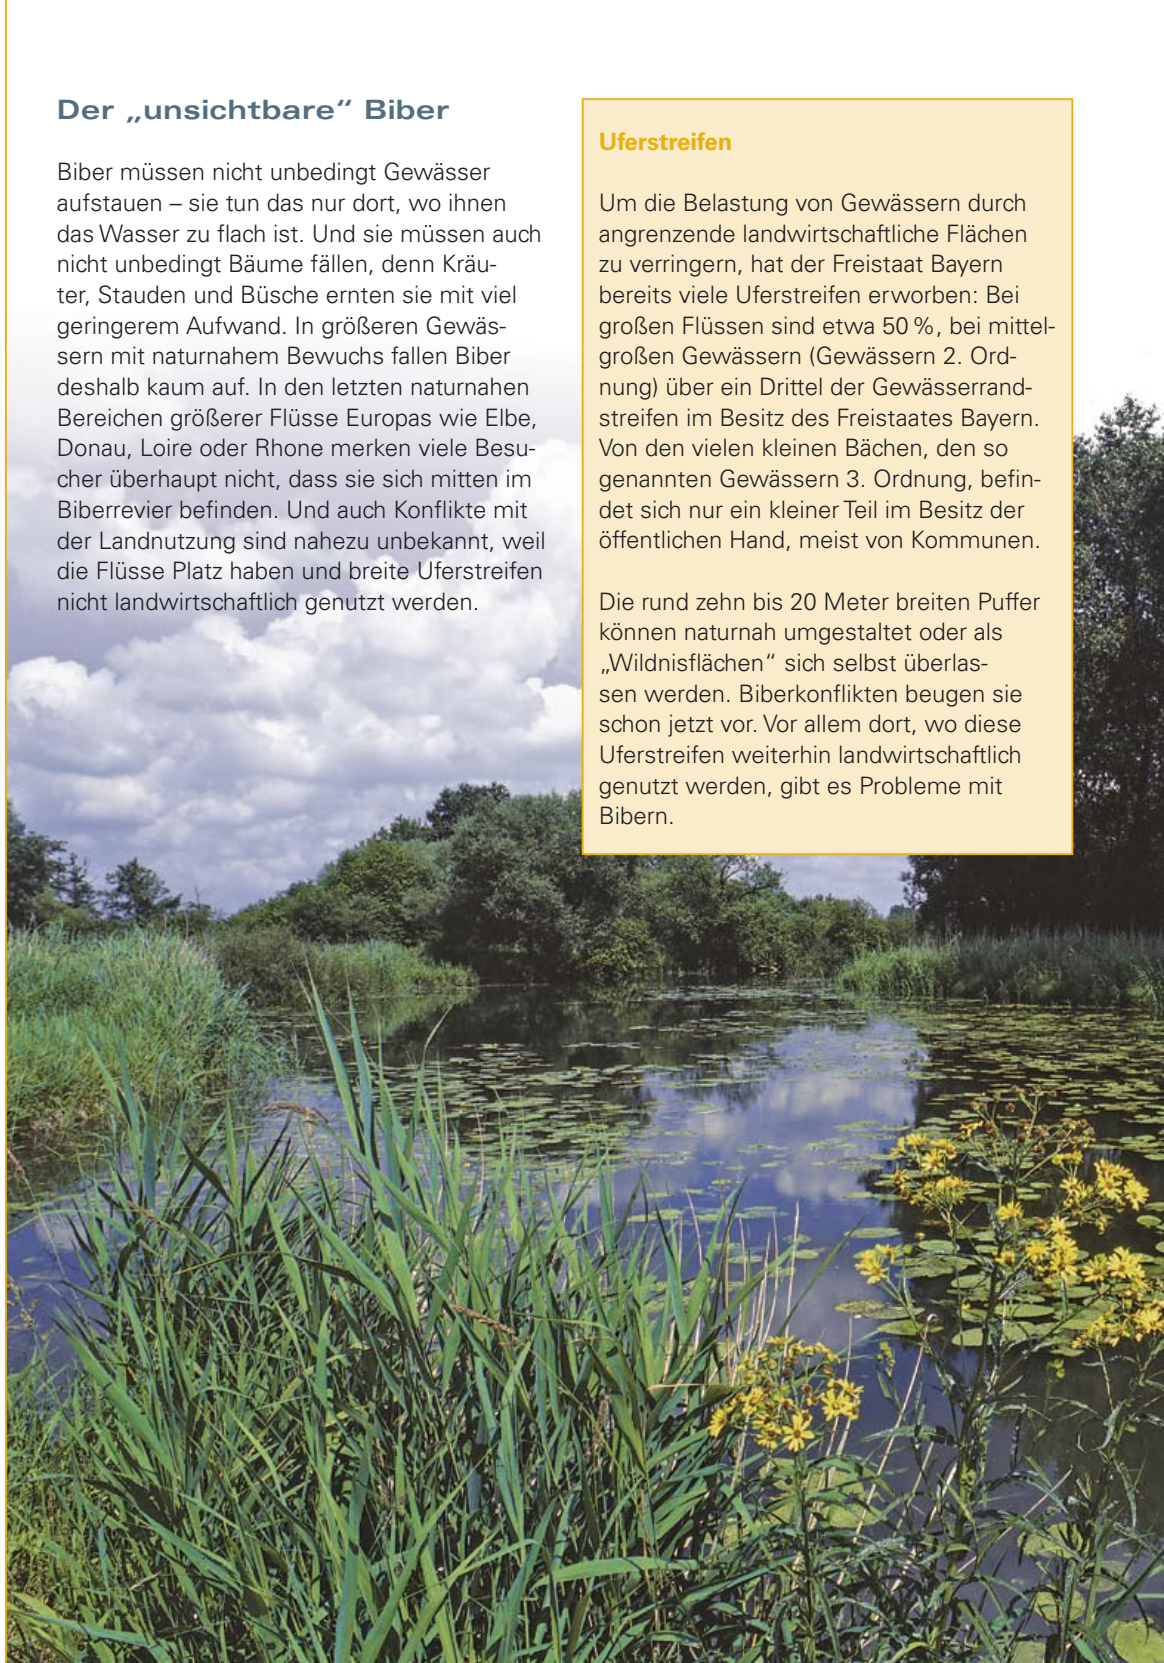 Der „unsichtbare“ Biber
Biber müssen nicht unbedingt Gewässer
aufstauen – sie tun das nur dort, wo ihnen
das Wasser zu flach ist. Und sie müssen auch
nicht unbedingt Bäume fällen, denn Kräu-
ter, Stauden und Büsche ernten sie mit viel
geringerem Aufwand. In größeren Gewäs-
sern mit naturnahem Bewuchs fallen Biber
deshalb kaum auf. In den letzten naturnahen
Bereichen größerer Flüsse Europas wie Elbe,
Donau, Loire oder Rhone merken viele Besu-
cher überhaupt nicht, dass sie sich mitten im
Biberrevier befinden. Und auch Konflikte mit
der Landnutzung sind nahezu unbekannt, weil
die Flüsse Platz haben und breite Uferstreifen
nicht landwirtschaftlich genutzt werden.
Uferstreifen
Um die Belastung von Gewässern durch
angrenzende landwirtschaftliche Flächen
zu verringern, hat der Freistaat Bayern
bereits viele Uferstreifen erworben: Bei
großen Flüssen sind etwa 50 %, bei mittel-
großen Gewässern (Gewässern 2. Ord-
nung) über ein Drittel der Gewässerrand-
streifen im Besitz des Freistaates Bayern.
Von den vielen kleinen Bächen, den so
genannten Gewässern 3. Ordnung, befin-
det sich nur ein kleiner Teil im Besitz der
öffentlichen Hand, meist von Kommunen.
Die rund zehn bis 20 Meter breiten Puffer
können naturnah umgestaltet oder als
„Wildnisflächen“ sich selbst überlas-
sen werden. Biberkonflikten beugen sie
schon jetzt vor. Vor allem dort, wo diese
Uferstreifen weiterhin landwirtschaftlich
genutzt werden, gibt es Probleme mit
Bibern.